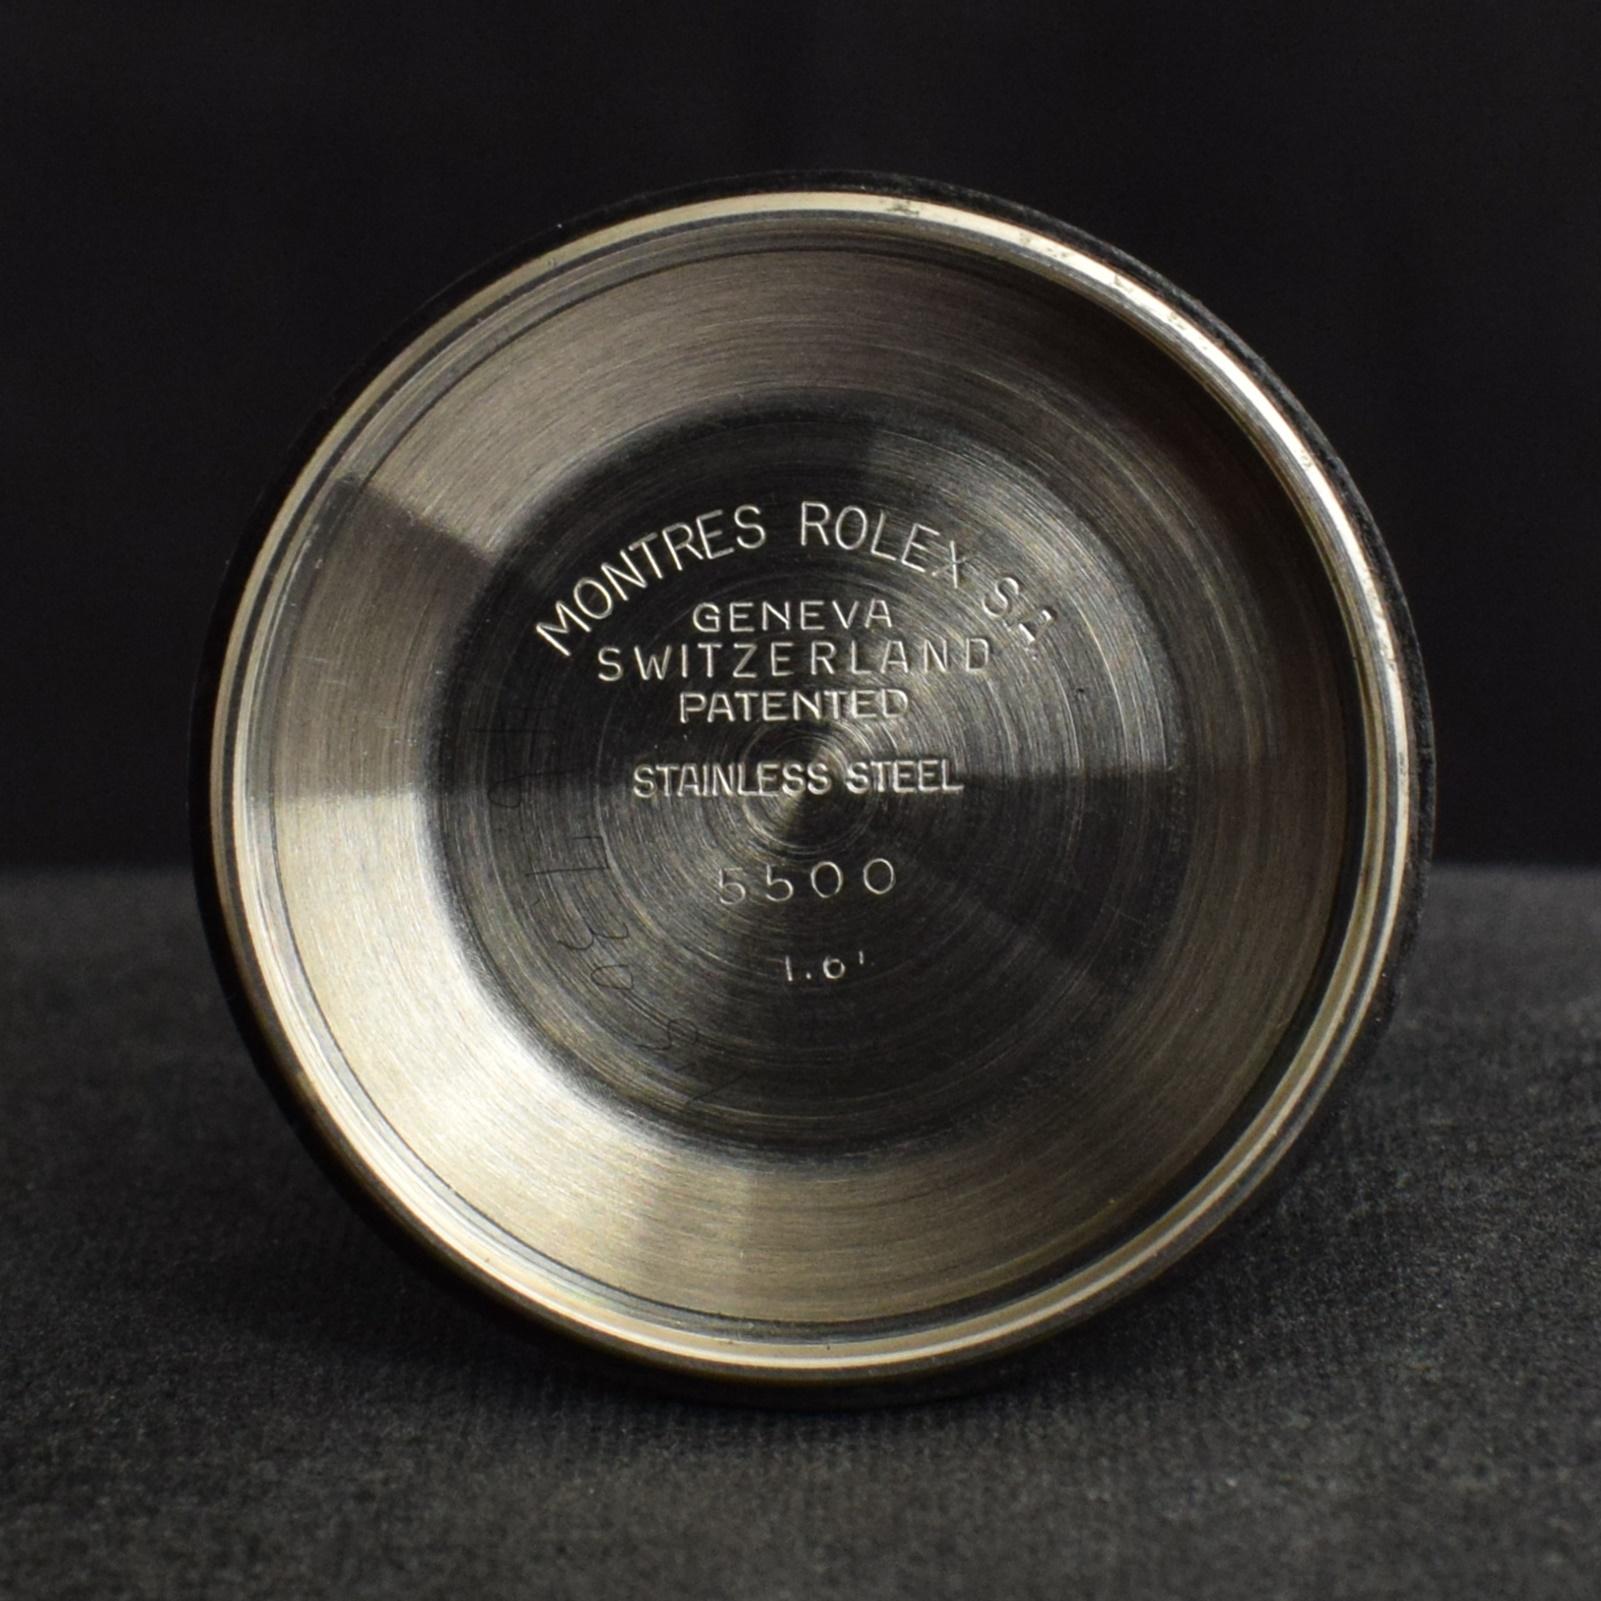 MONTRES ROLEX S.A
GENEVA
SWITZERLAND
PATENTED
STAINLESS STEEL
5500